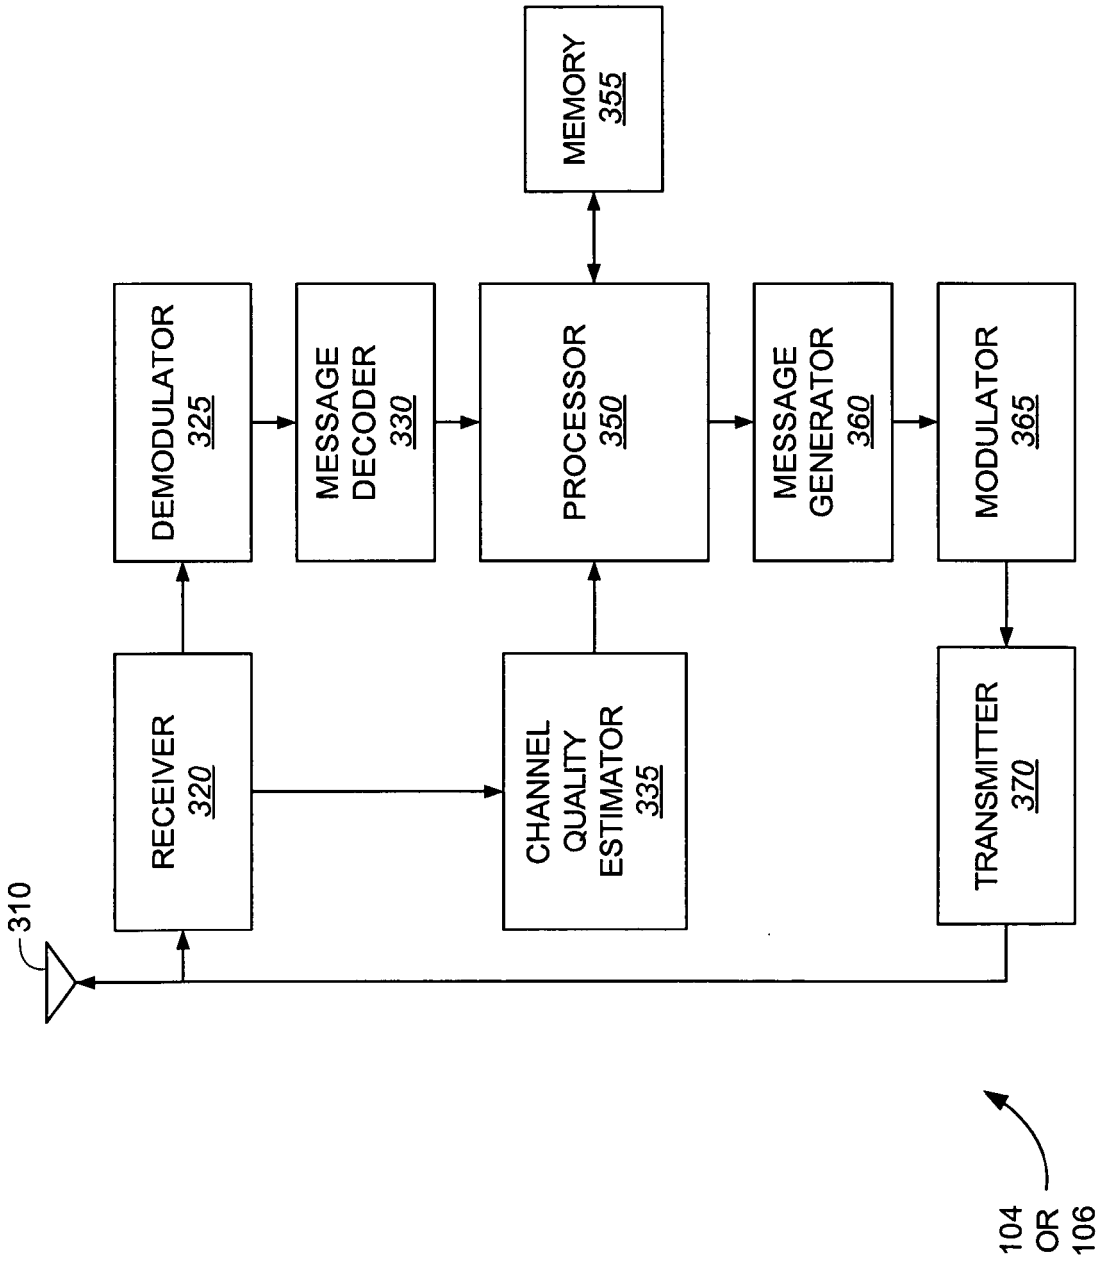 310
RECEIVER
320
DEMODULATOR
325
MESSAGE
DECODER
330
CHANNEL
QUALITY
ESTIMATOR
335
PROCESSOR
350
MEMORY
355
MESSAGE
GENERATOR
360
TRANSMITTER
370
MODULATOR
365
104
OR
106